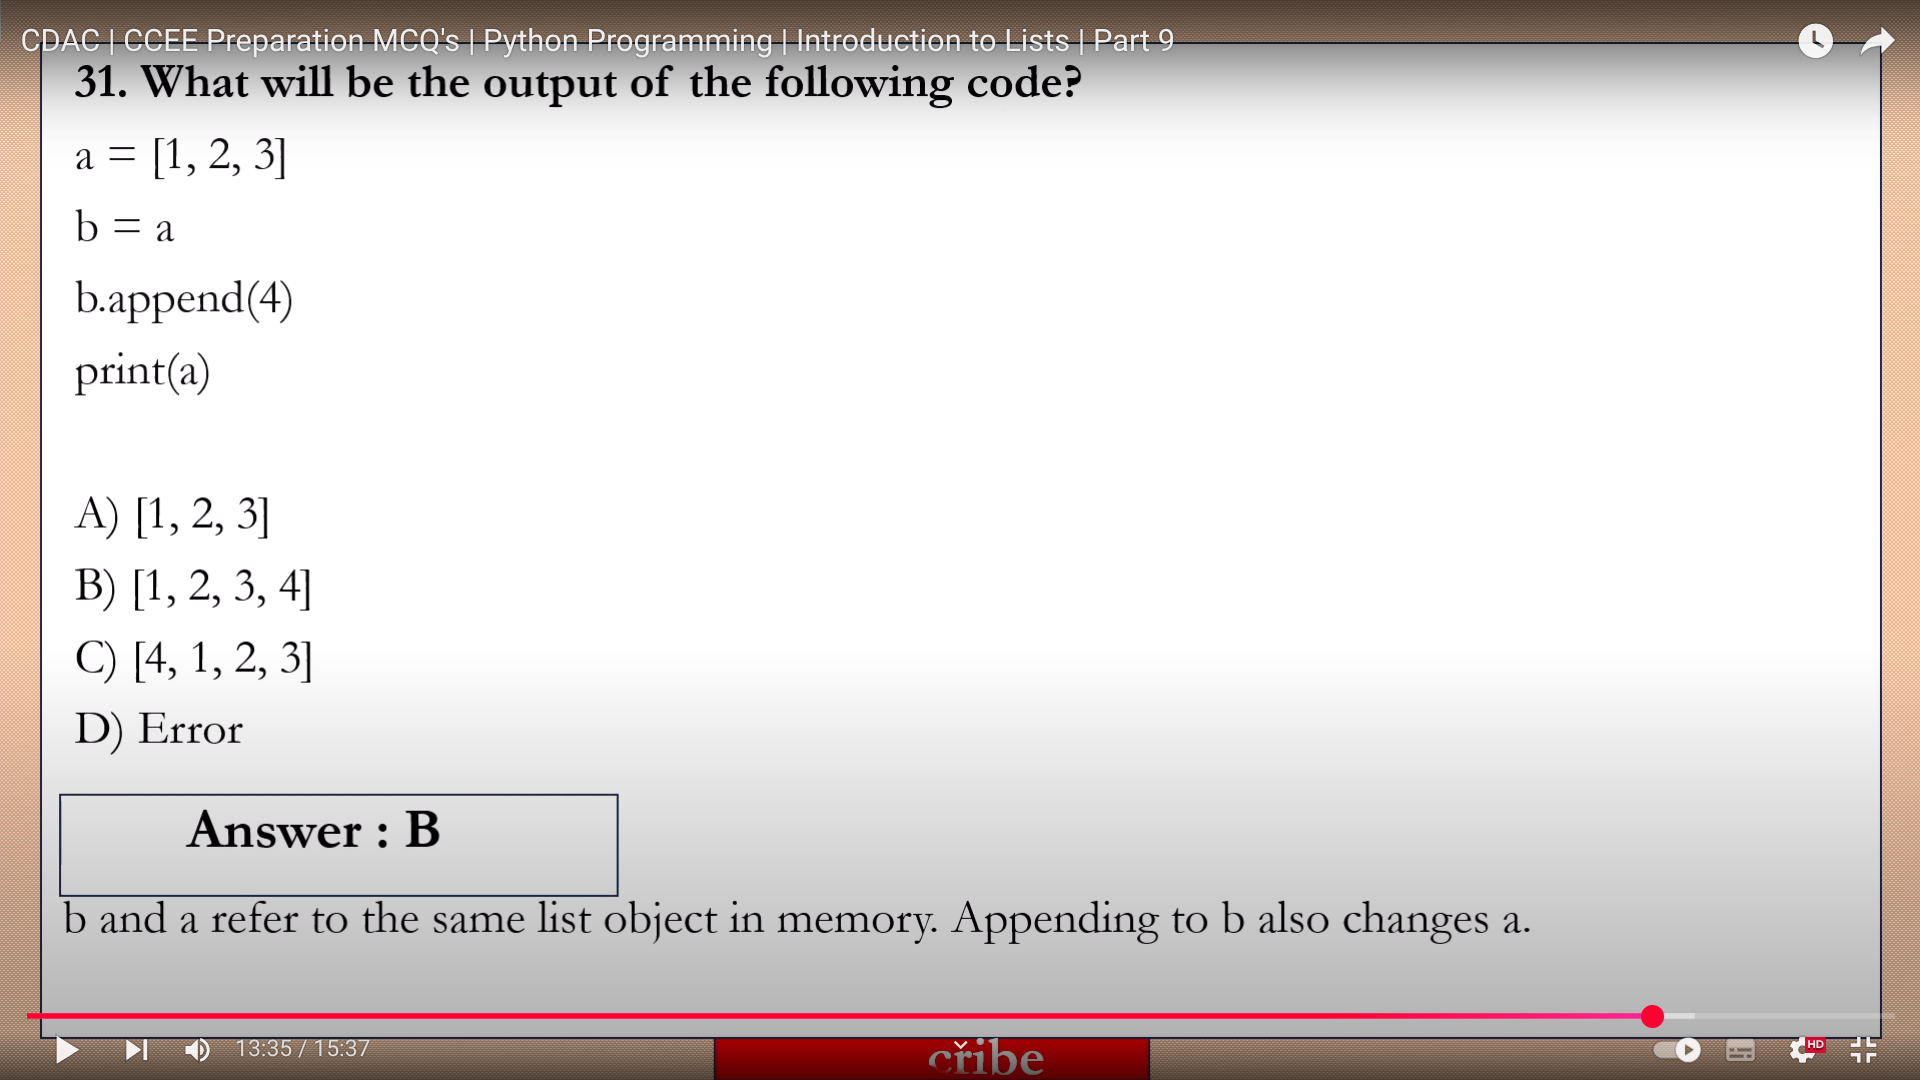 CDAC | CCEE Preparation MCQ's | Python Programming | Introduction to Lists | Part 9
31. What will be the output of the following code?
a = [1, 2, 3]
b = a
b.append(4)
print(a)
A) [1, 2, 3]
B) [1, 2, 3, 4]
C) [4, 1, 2, 3]
D) Error
Answer : B
b and a refer to the same list object in memory. Appending to b also changes a.
13:35 / 15:37
cribe
HD